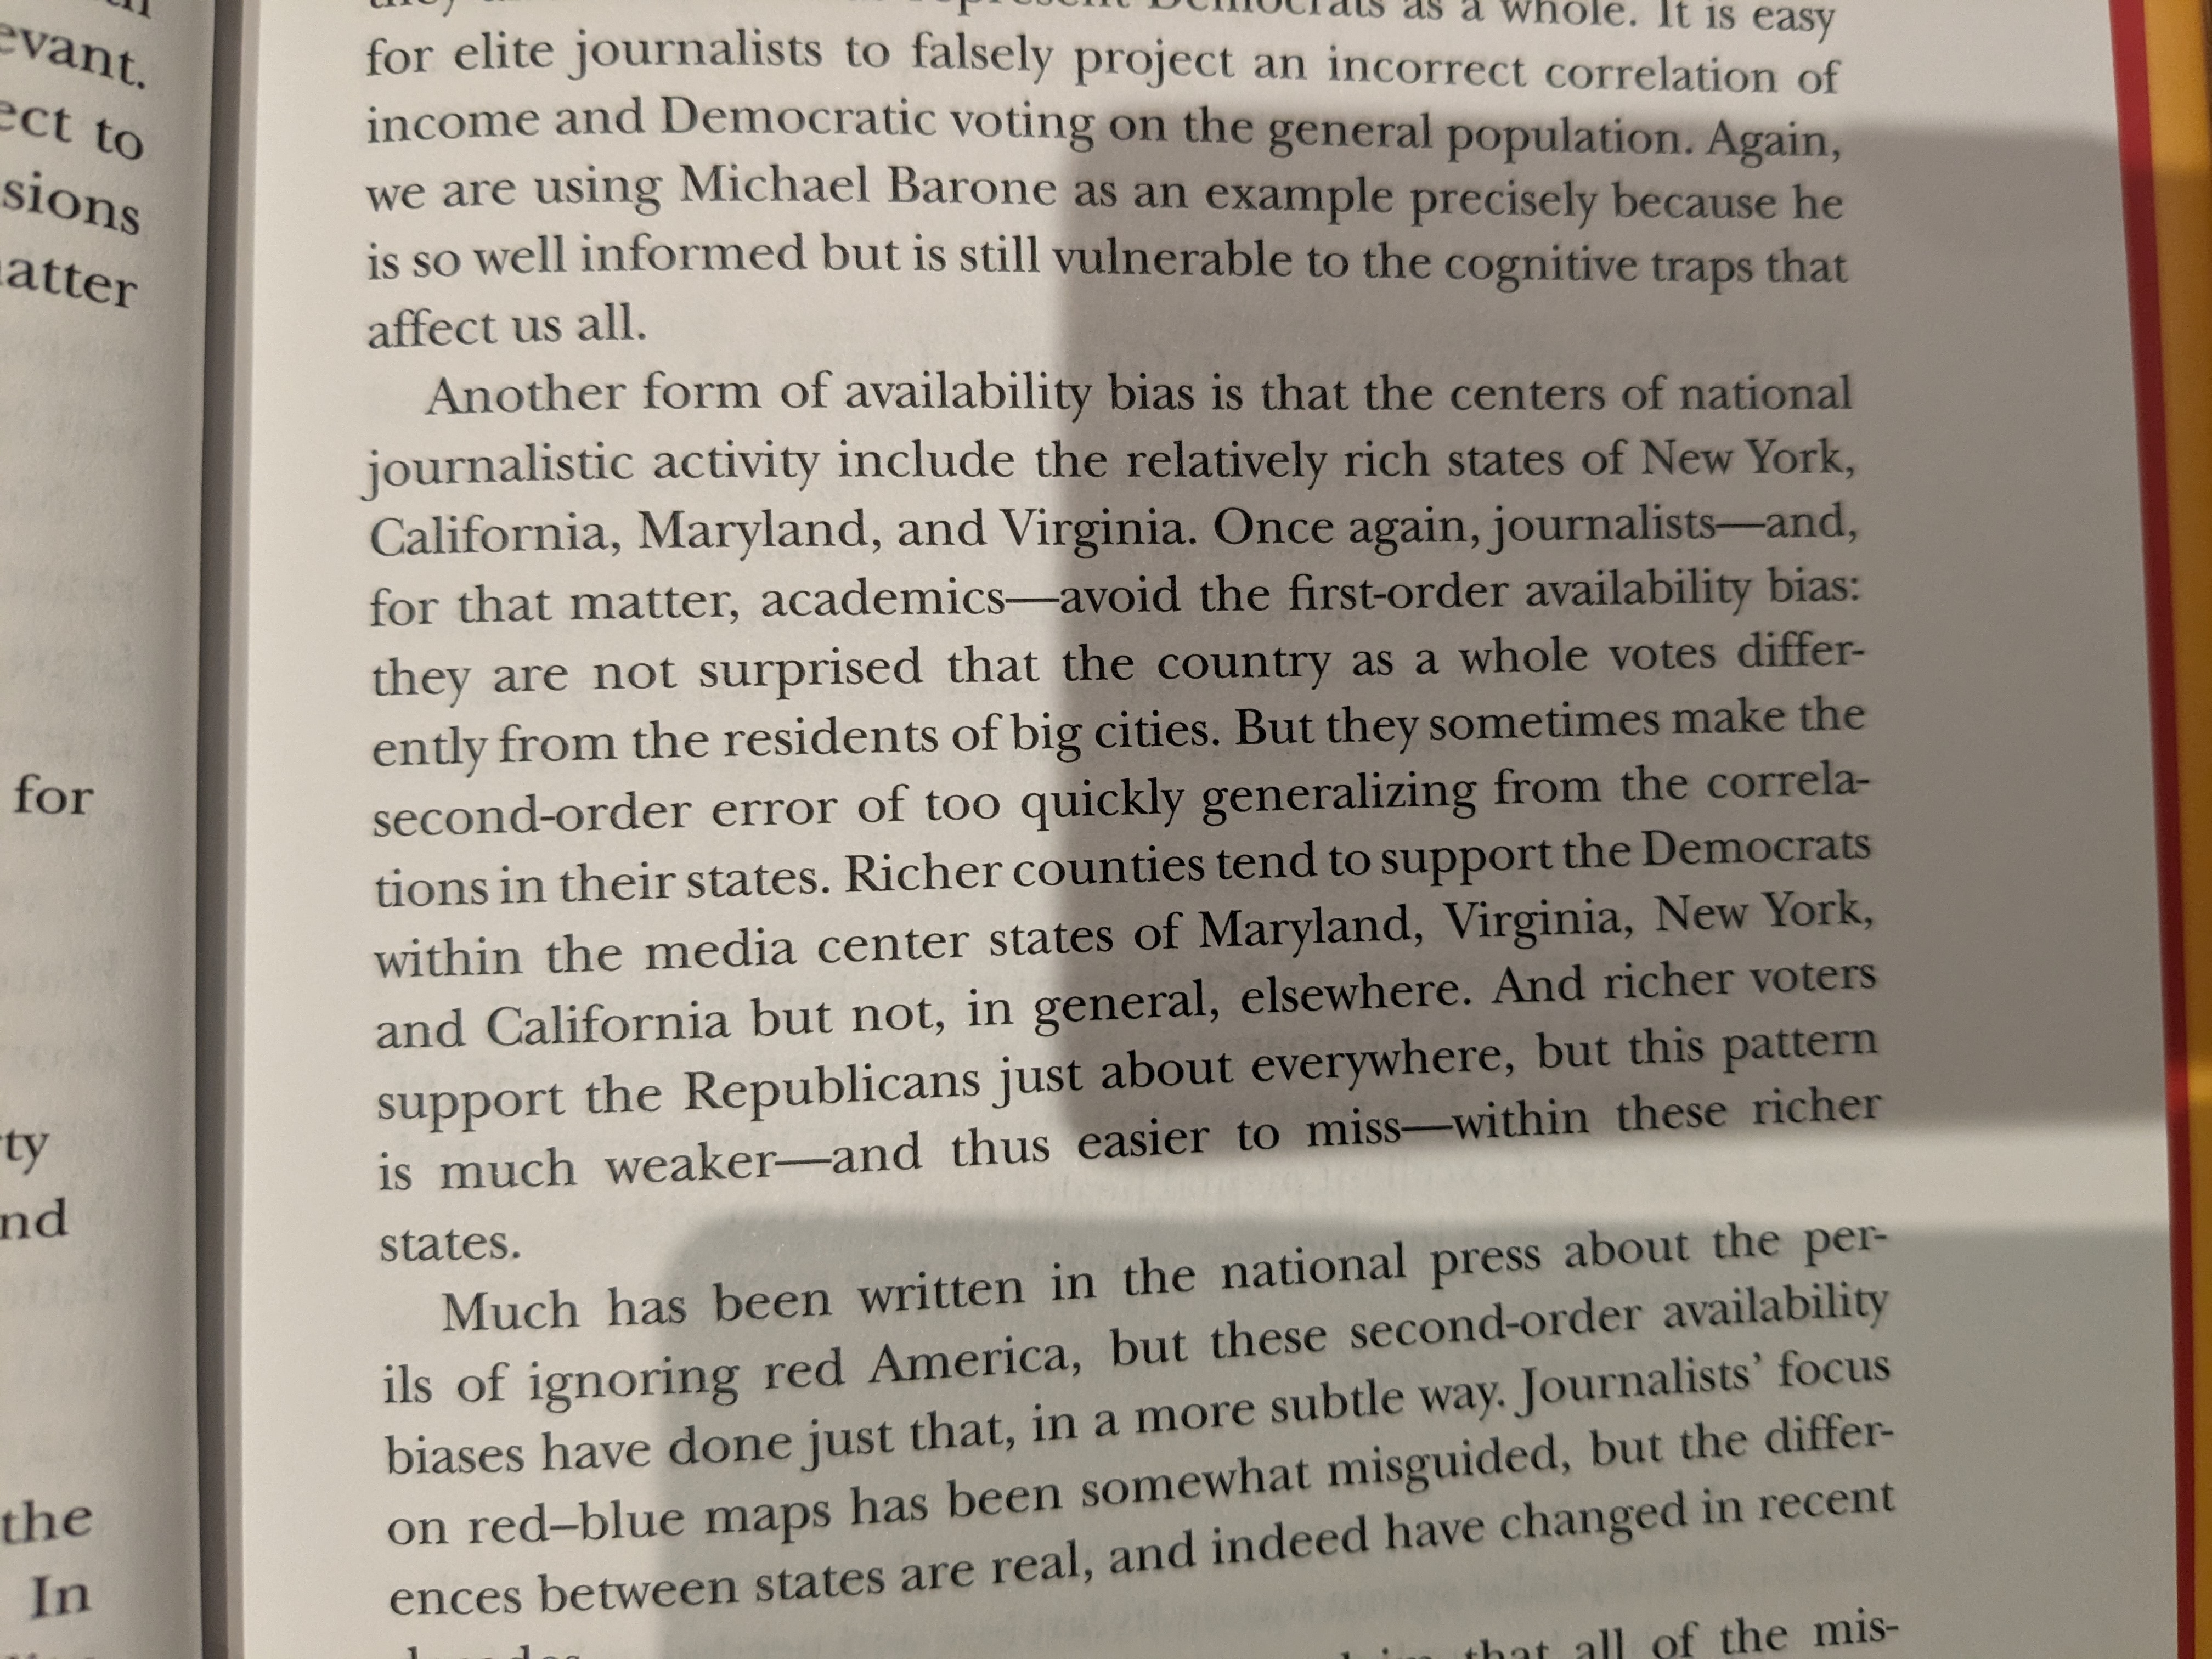 evant.
ect to
sions
atter
for
ty
nd
the
In
Democrats as a whole. It is easy
for elite journalists to falsely project an incorrect correlation of
income and Democratic voting on the general population. Again,
we are using Michael Barone as an example precisely because he
is so well informed but is still vulnerable to the cognitive traps that
affect us all.
Another form of availability bias is that the centers of national
journalistic activity include the relatively rich states of New York,
California, Maryland, and Virginia. Once again, journalists—and,
for that matter, academics—avoid the first-order availability bias:
they are not surprised that the country as a whole votes differ-
ently from the residents of big cities. But they sometimes make the
second-order error of too quickly generalizing from the correla-
tions in their states. Richer counties tend to support the Democrats
within the media center states of Maryland, Virginia, New York,
and California but not, in general, elsewhere. And richer voters
support the Republicans just about everywhere, but this pattern
is much weaker—and thus easier to miss—within these richer
states.
Much has been written in the national press about the per-
ils of ignoring red America, but these second-order availability
biases have done just that, in a more subtle way. Journalists’ focus
on red–blue maps has been somewhat misguided, but the differ-
ences between states are real, and indeed have changed in recent
that all of the mis-